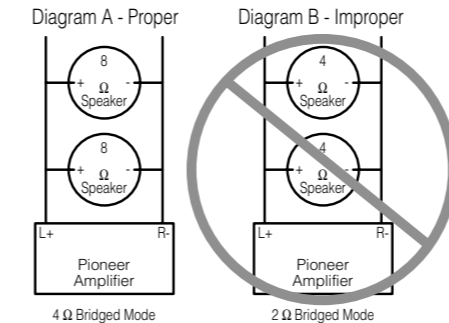 Diagram A - Proper
8
+ Ω -
Speaker
8
+ Ω -
Speaker
L+ R-
Pioneer
Amplifier
4 Ω Bridged Mode
Diagram B - Improper
4
+ Ω -
Speaker
4
+ Ω -
Speaker
L+ R-
Pioneer
Amplifier
2 Ω Bridged Mode